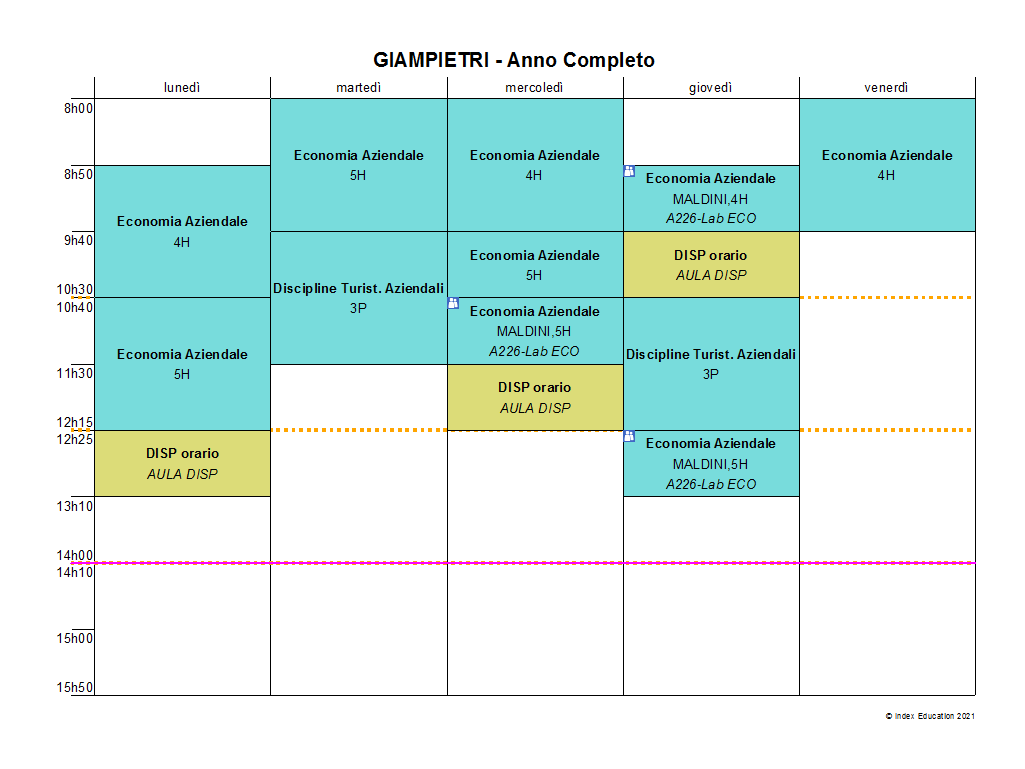 GIAMPIETRI - Anno Completo
lunedì
martedì
mercoledì
giovedì
venerdì
8h00
8h50
9h40
10h30
10h40
11h30
12h15
12h25
13h10
14h00
14h10
15h00
15h50
Economia Aziendale
4H
Economia Aziendale
5H
DISP orario
AULA DISP
Economia Aziendale
5H
Discipline Turist. Aziendali
3P
Economia Aziendale
4H
Economia Aziendale
5H
Economia Aziendale
MALDINI,5H
A226-Lab ECO
DISP orario
AULA DISP
Economia Aziendale
MALDINI,4H
A226-Lab ECO
DISP orario
AULA DISP
Discipline Turist. Aziendali
3P
Economia Aziendale
MALDINI,5H
A226-Lab ECO
Economia Aziendale
4H
© Index Education 2021